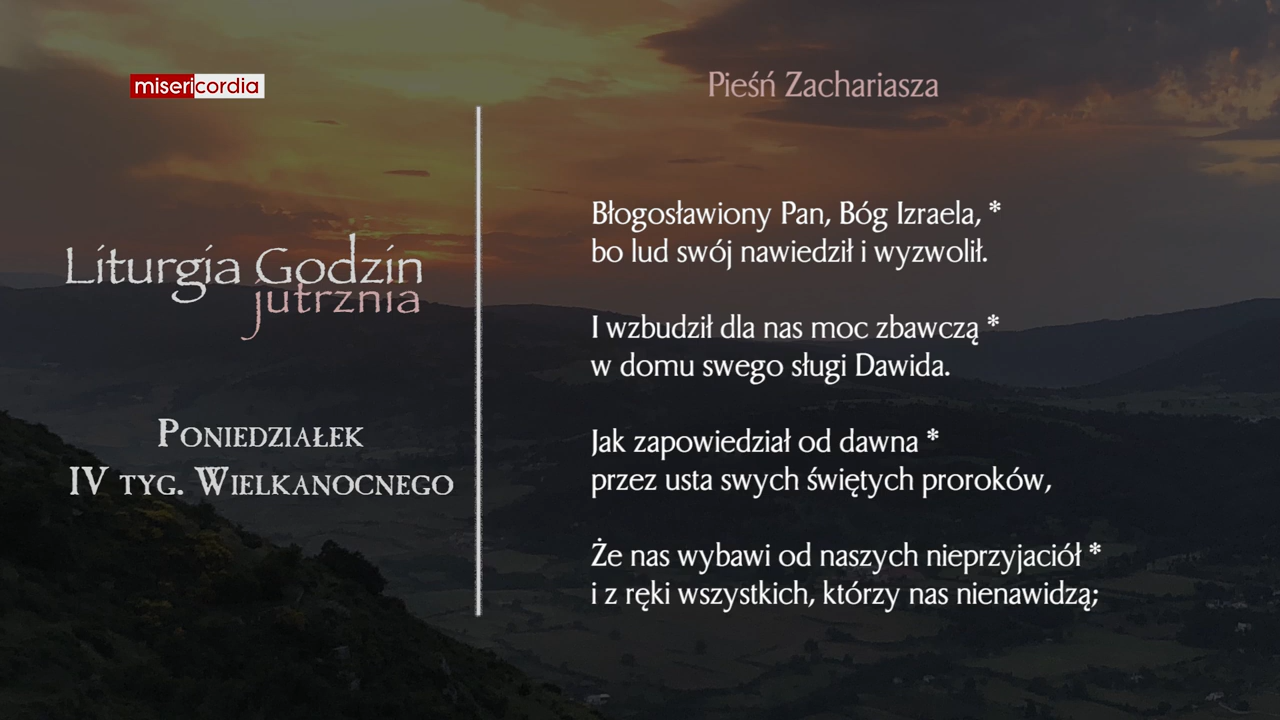 misericordia
Liturgia Godzin
jutrznia
Poniedziałek
IV tyg. Wielkanocnego
Pieśń Zachariasza
Błogosławiony Pan, Bóg Izraela, *
bo lud swój nawiedził i wyzwolił.
I wzbudził dla nas moc zbawczą *
w domu swego sługi Dawida.
Jak zapowiedział od dawna *
przez usta swych świętych proroków,
Że nas wybawi od naszych nieprzyjaciół *
i z ręki wszystkich, którzy nas nienawidzą;